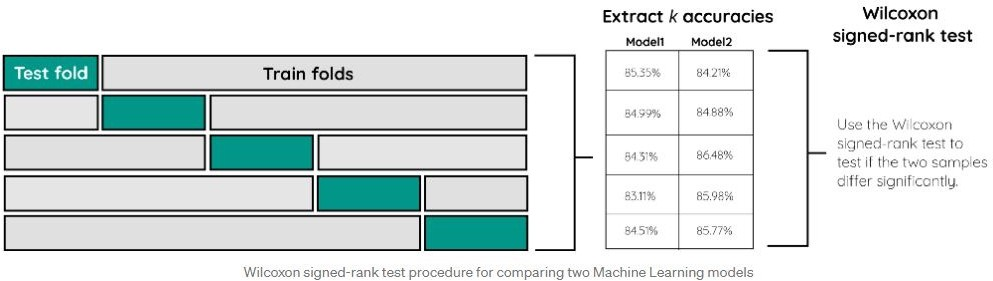 Extract k accuracies
Wilcoxon
signed-rank test
Model1 Model2
Test fold Train folds
85.35% 84.21%
84.99% 84.88%
84.31% 86.48%
83.11% 85.98%
84.51% 85.77%
Use the Wilcoxon
signed-rank test to
test if the two samples
differ significantly.
Wilcoxon signed-rank test procedure for comparing two Machine Learning models